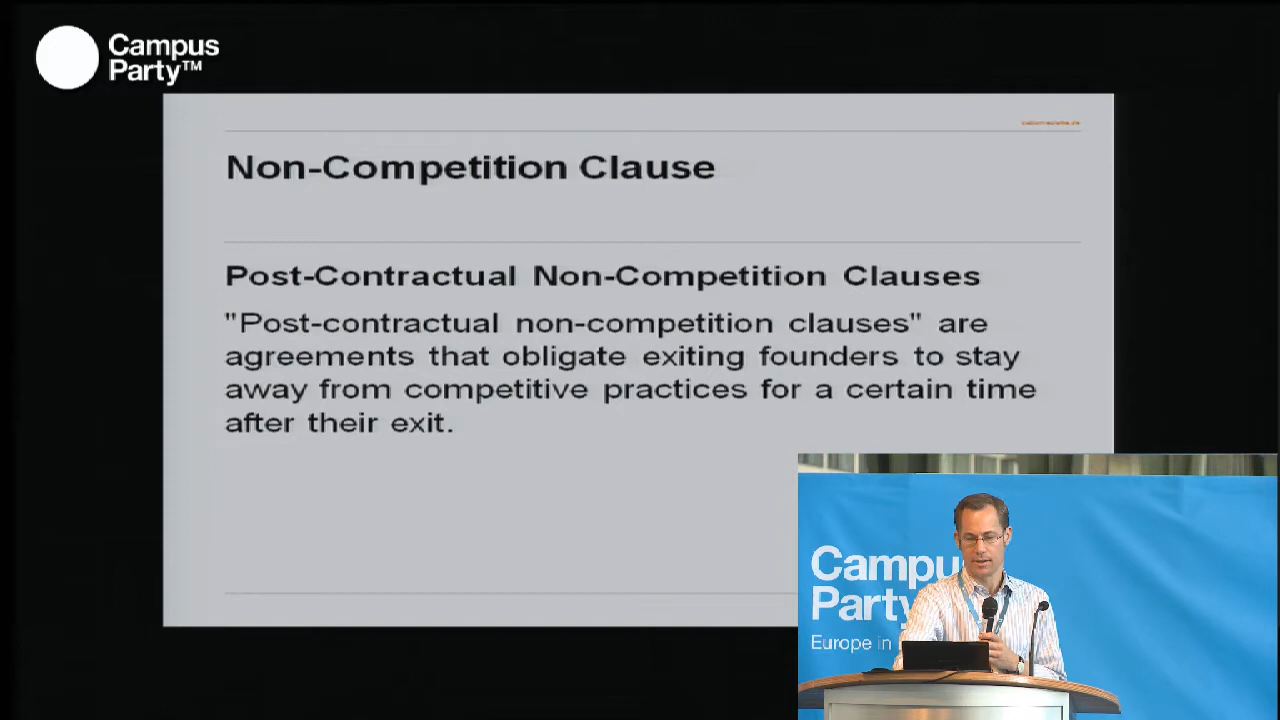 Campus
Party™
Non-Competition Clause
Post-Contractual Non-Competition Clauses
"Post-contractual non-competition clauses" are
agreements that obligate exiting founders to stay
away from competitive practices for a certain time
after their exit.
Campus
Party
Europe in